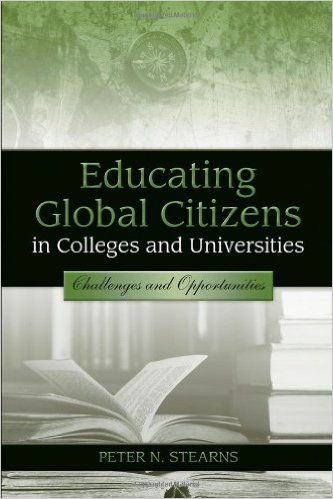 Educating
Global Citizens
in Colleges and Universities
Challenges and Opportunities
PETER N. STEARNS